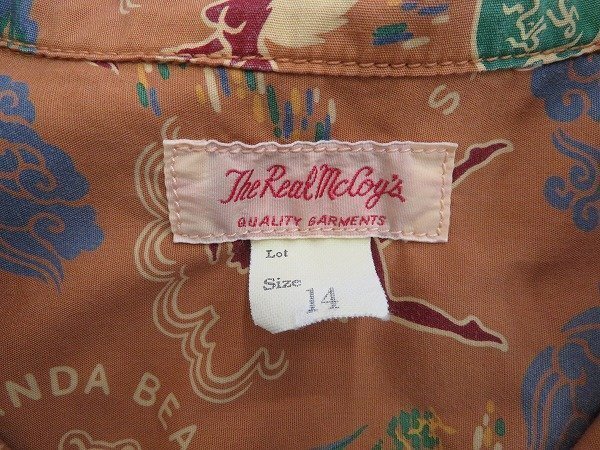 The Real McCoy's
QUALITY GARMENTS
Lot
Size 14
NDA BEA